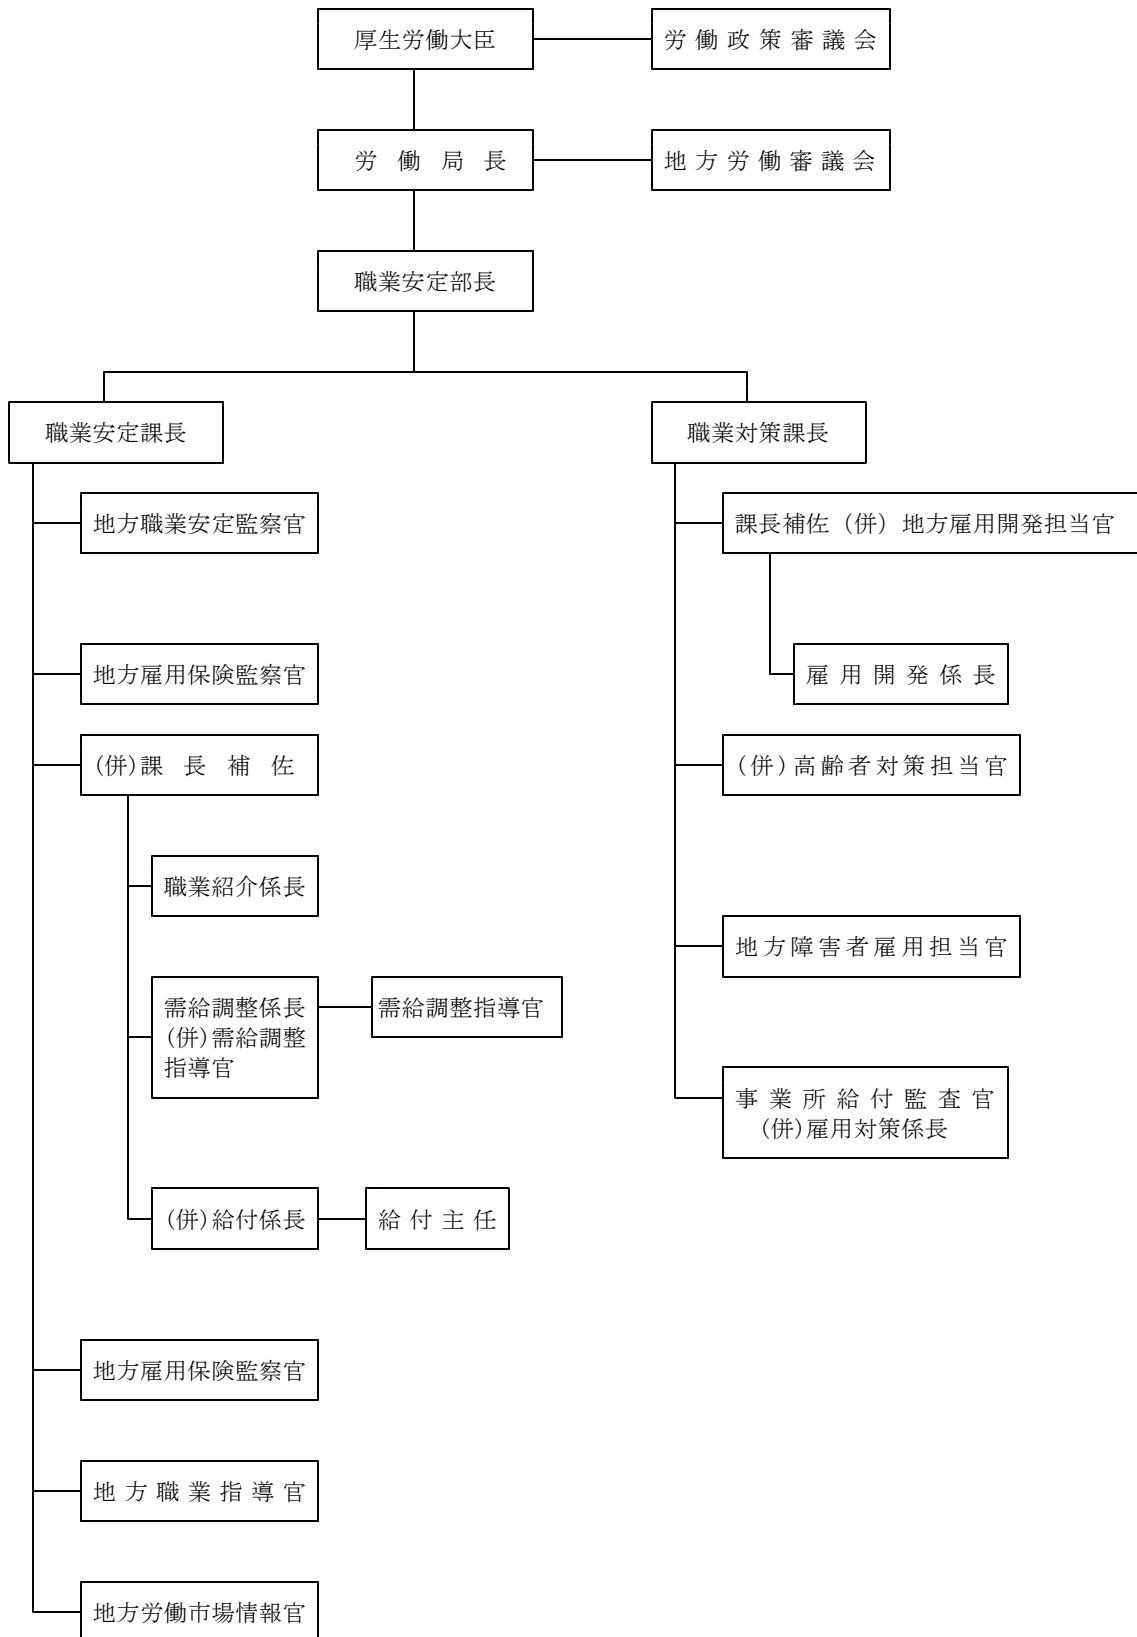 厚生労働大臣
労働政策審議会
労働局長
地方労働審議会
職業安定部長
職業安定課長
地方職業安定監察官
地方雇用保険監察官
(併)課長補佐
職業紹介係長
需給調整係長
(併)需給調整
指導官
需給調整指導官
(併)給付係長
給付主任
地方雇用保険監察官
地方職業指導官
地方労働市場情報官
職業対策課長
課長補佐（併）地方雇用開発担当官
雇用開発係長
(併)高齢者対策担当官
地方障害者雇用担当官
事業所給付監査官
(併)雇用対策係長